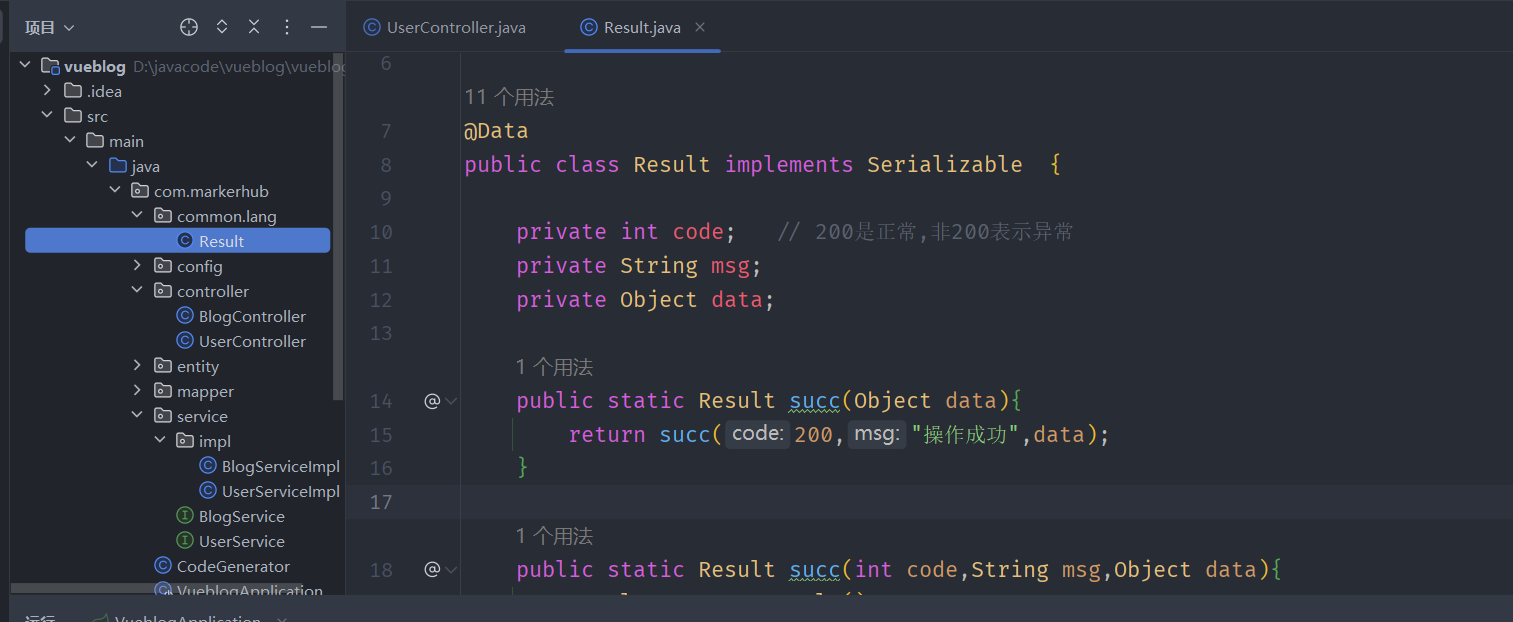 项目
vueblog D:\javacode\vueblog\vueblog
.idea
src
main
java
com.markerhub
common.lang
Result
config
controller
BlogController
UserController
entity
mapper
service
impl
BlogServiceImpl
UserServiceImpl
BlogService
UserService
CodeGenerator
VueblogApplication
UserController.java Result.java
6
11 个用法
7 @Data
8 public class Result implements Serializable {
9
10 private int code; // 200是正常,非200表示异常
11 private String msg;
12 private Object data;
13
1 个用法
14 @ public static Result succ(Object data){
15 return succ( code: 200, msg: "操作成功",data);
16 }
17
1 个用法
18 @ public static Result succ(int code,String msg,Object data){
运行 VueblogApplication